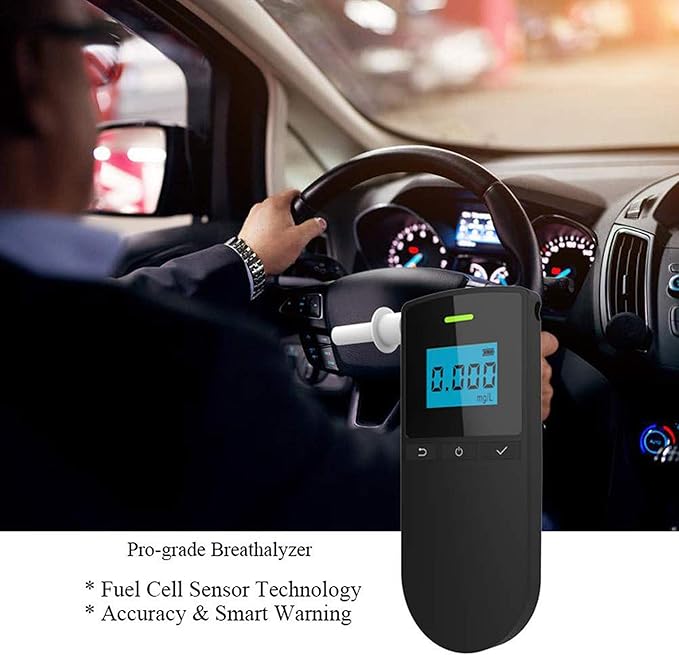 0.000
mg/L
Pro-grade Breathalyzer
* Fuel Cell Sensor Technology
* Accuracy & Smart Warning